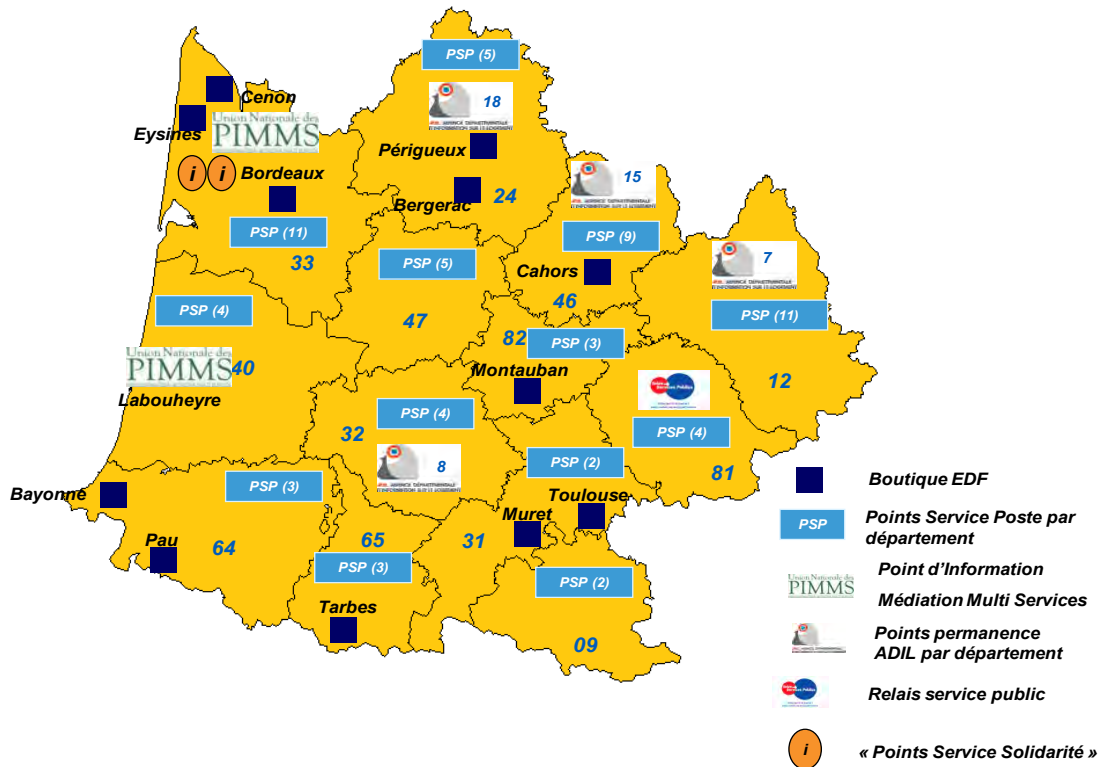 PSP (5)
18
Cenon
Union Nationale des
PIMMS
Eysines
Périgueux
i i
Bordeaux
15
Bergerac
24
PSP (11)
PSP (9)
33
PSP (5)
7
Cahors
46
PSP (4)
PSP (11)
47
82
PSP (3)
Union Nationale des
PIMMS
40
Montauban
12
Labouheyre
PSP (4)
PSP (4)
32
8
PSP (2)
81
Bayonne
PSP (3)
Toulouse
Muret
Pau
64
65
31
PSP (3)
PSP (2)
Tarbes
09
Boutique EDF
PSP
Points Service Poste par
département
Union Nationale des
PIMMS
Point d'Information
Médiation Multi Services
Points permanence
ADIL par département
Relais service public
i
« Points Service Solidarité »